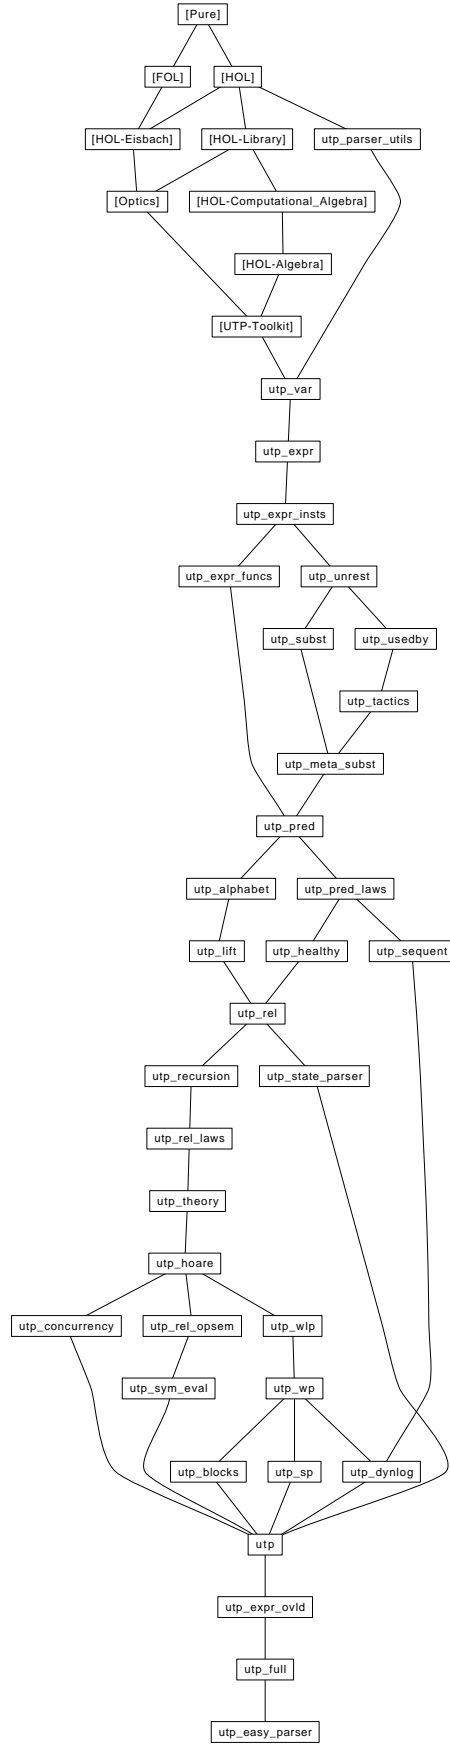 [Pure]
[FOL]
[HOL]
[HOL-Eisbach]
[HOL-Library]
utp_parser_utils
[Optics]
[HOL-Computational_Algebra]
[HOL-Algebra]
[UTP-Toolkit]
utp_var
utp_expr
utp_expr_insts
utp_expr_funcs
utp_unrest
utp_subst
utp_usedby
utp_tactics
utp_meta_subst
utp_pred
utp_alphabet
utp_pred_laws
utp_lift
utp_healthy
utp_sequent
utp_rel
utp_recursion
utp_state_parser
utp_rel_laws
utp_theory
utp_hoare
utp_concurrency
utp_rel_opsem
utp_wlp
utp_sym_eval
utp_wp
utp_blocks
utp_sp
utp_dynlog
utp
utp_expr_ovld
utp_full
utp_easy_parser